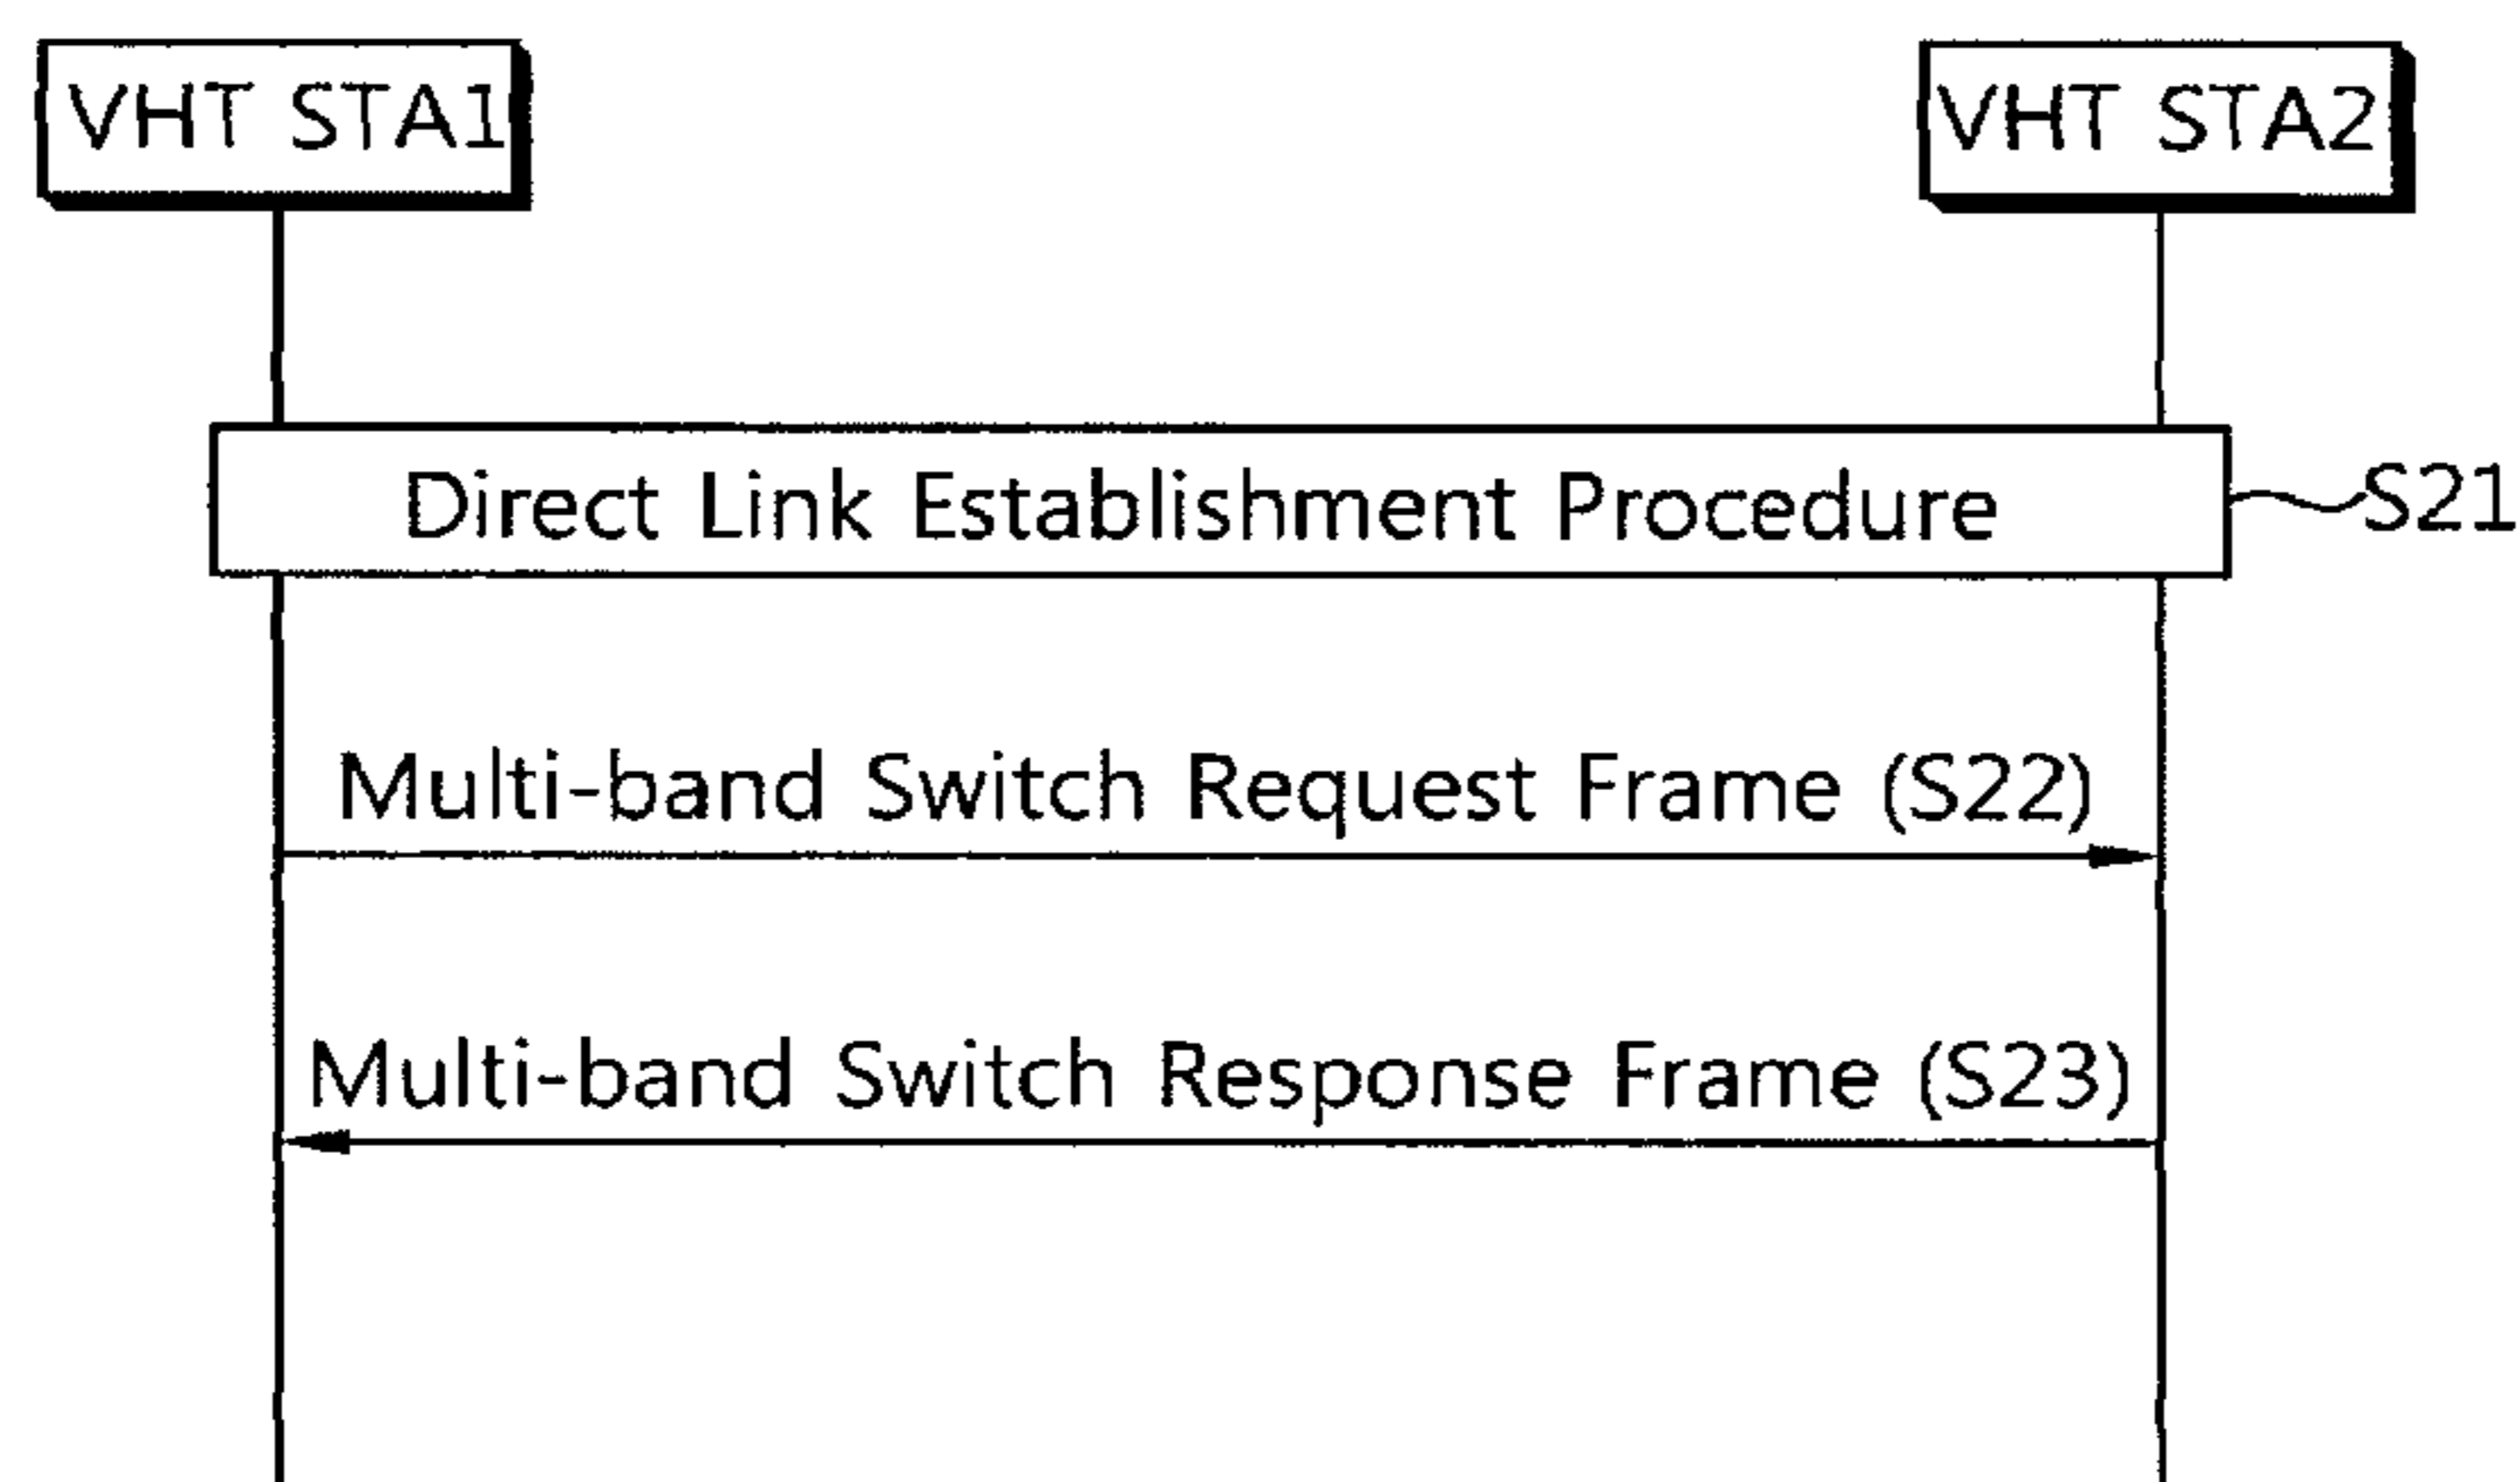 VHT STA1
VHT STA2
Direct Link Establishment Procedure
S21
Multi-band Switch Request Frame (S22)
Multi-band Switch Response Frame (S23)